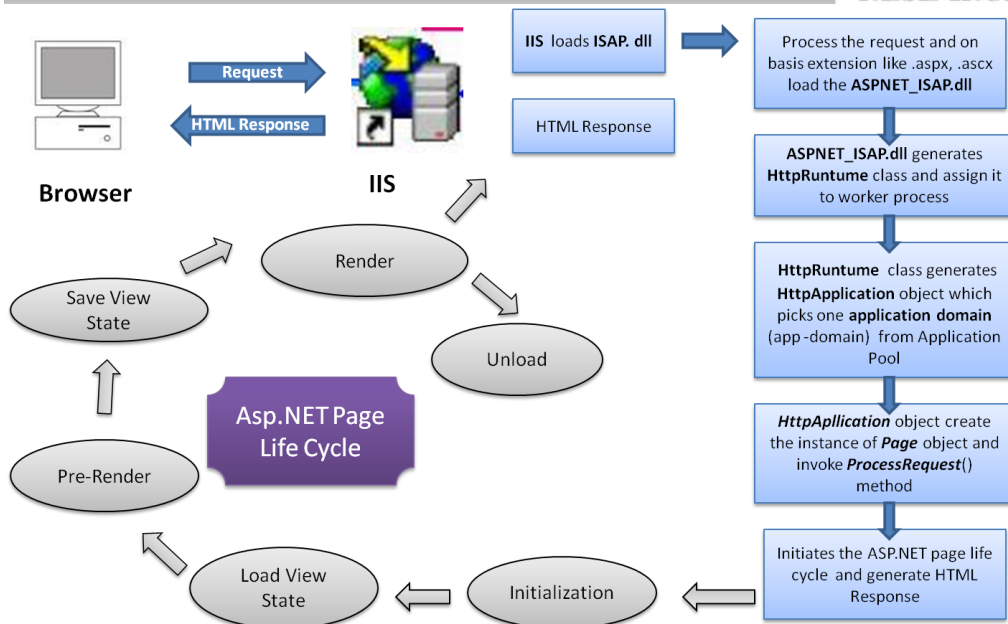 IIS loads ISAP. dll
Process the request and on
basis extension like .aspx, .ascx
load the ASPNET_ISAP.dll
Request
HTML Response
HTML Response
Browser
IIS
ASPNET_ISAP.dll generates
HttpRuntume class and assign it
to worker process
HttpRuntume class generates
HttpApplication object which
picks one application domain
(app -domain) from Application
Pool
HttpApllication object create
the instance of Page object and
invoke ProcessRequest()
method
Initiates the ASP.NET page life
cycle and generate HTML
Response
Initialization
Load View
State
Pre-Render
Save View
State
Render
Unload
Asp.NET Page
Life Cycle